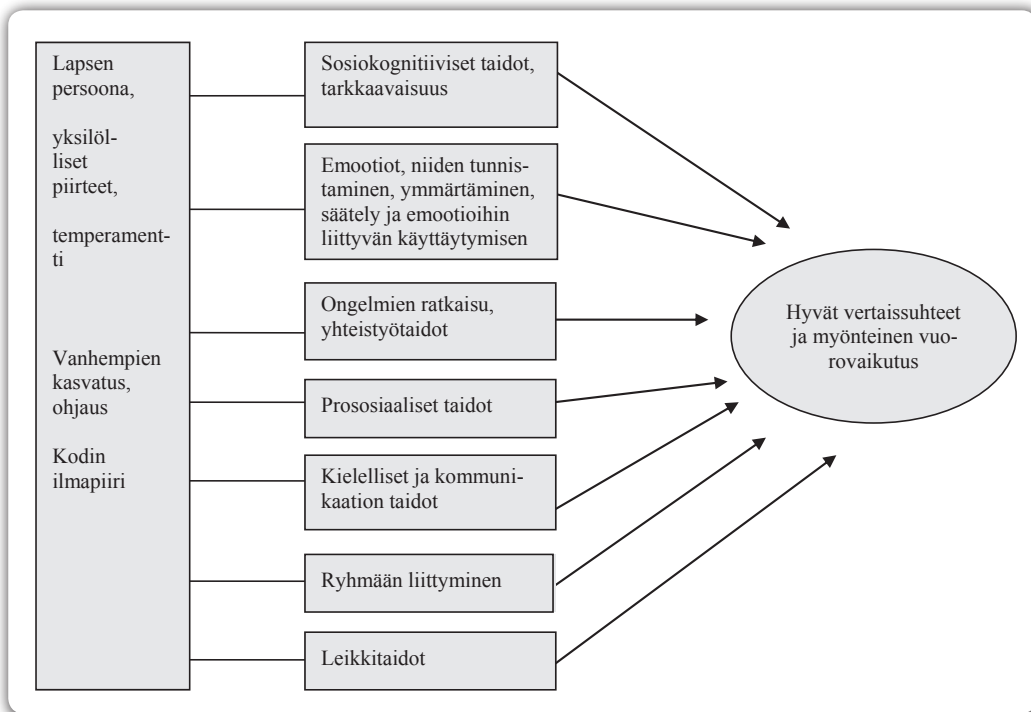 Lapsen
persoona,
yksilöl-
liset
piirteet,
temperament-
ti
Vanhempien
kasvatus,
ohjaus
Kodin
ilmapiiri
Sosiokognitiiviset taidot,
tarkkaavaisuus
Emootiot, niiden tunnis-
taminen, ymmärtäminen,
säätely ja emootioihin
liittyvän käyttäytymisen
Ongelmien ratkaisu,
yhteistyötaidot
Prososiaaliset taidot
Kielelliset ja kommuni-
kaation taidot
Ryhmään liittyminen
Leikkitaidot
Hyvät vertaissuhteet
ja myönteinen vuo-
rovaikutus